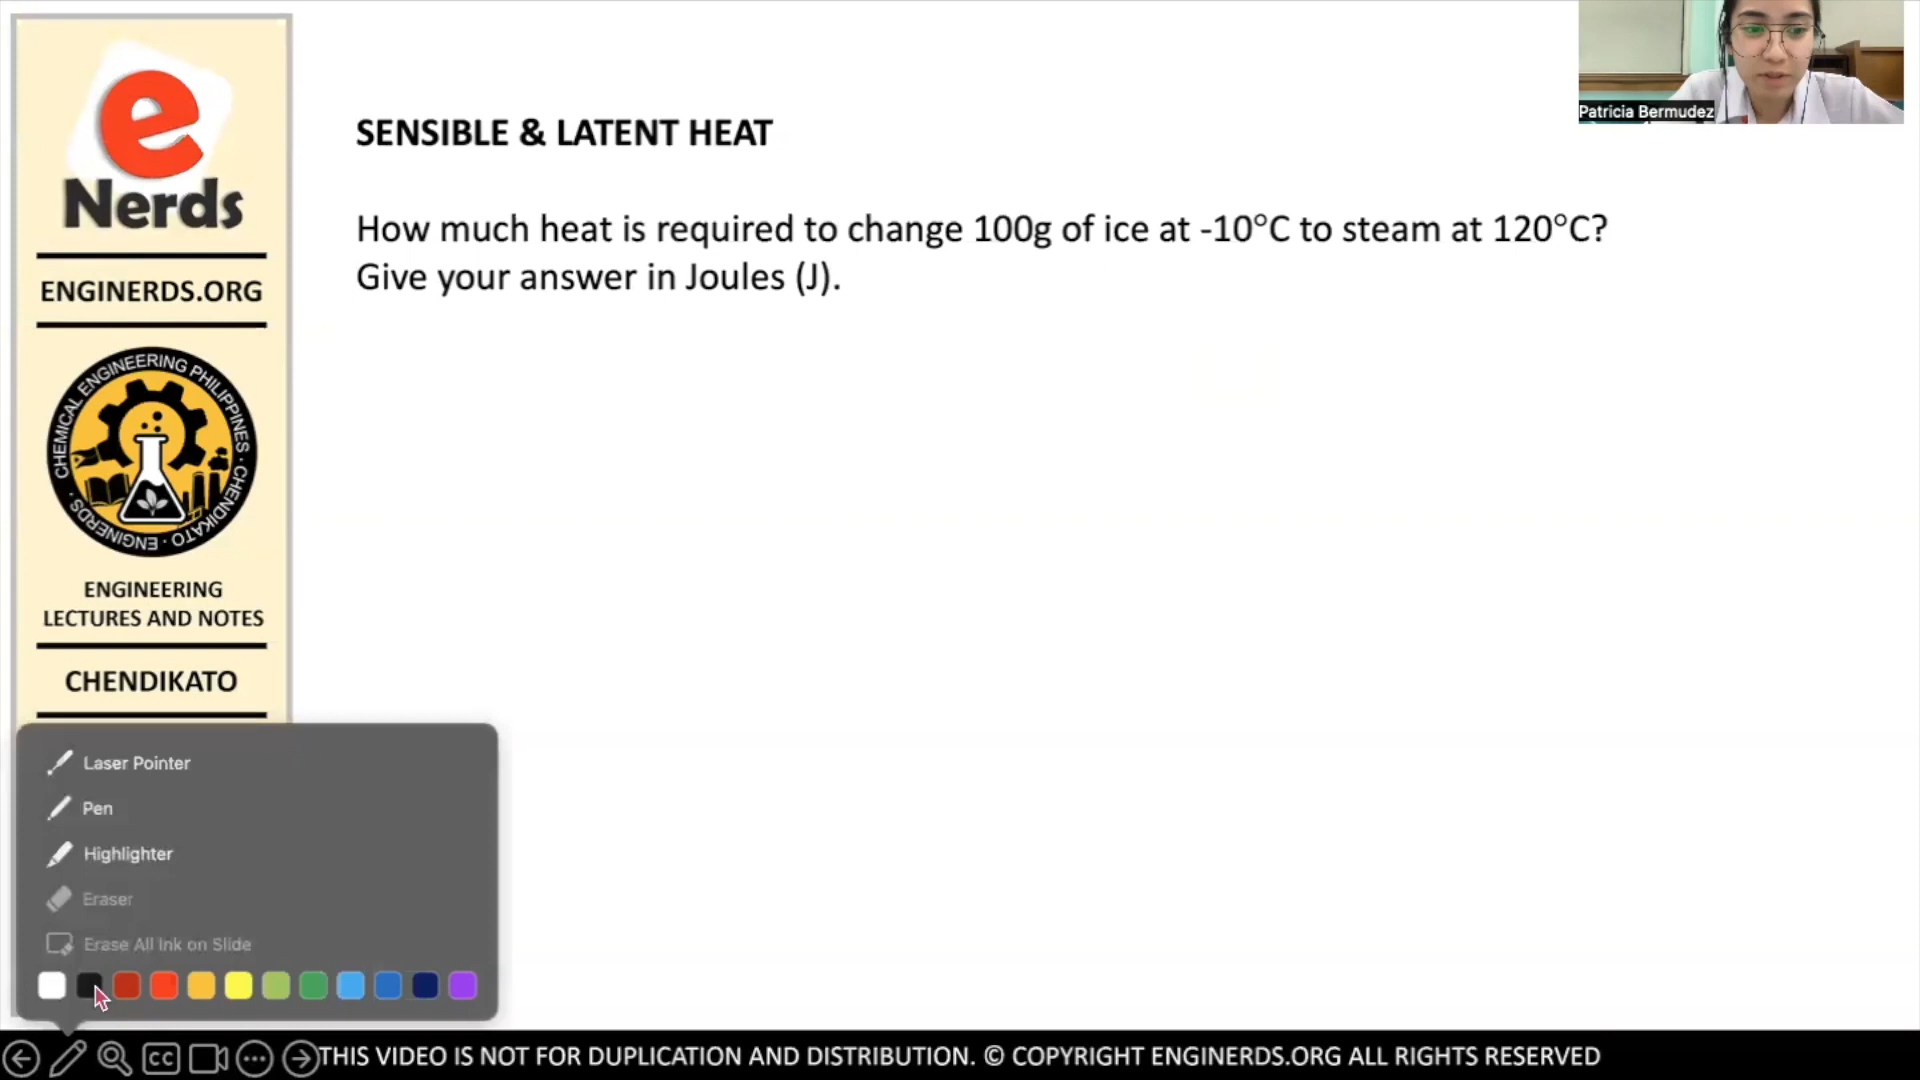 e
Nerds
ENGINERDS.ORG
CHEMICAL ENGINEERING PHILIPPINES · CHENDIKATO · ENGINERDS ·
ENGINEERING
LECTURES AND NOTES
CHENDIKATO
SENSIBLE & LATENT HEAT
How much heat is required to change 100g of ice at -10°C to steam at 120°C?
Give your answer in Joules (J).
Patricia Bermudez
Laser Pointer
Pen
Highlighter
Eraser
Erase All Ink on Slide
CC
THIS VIDEO IS NOT FOR DUPLICATION AND DISTRIBUTION. © COPYRIGHT ENGINERDS.ORG ALL RIGHTS RESERVED